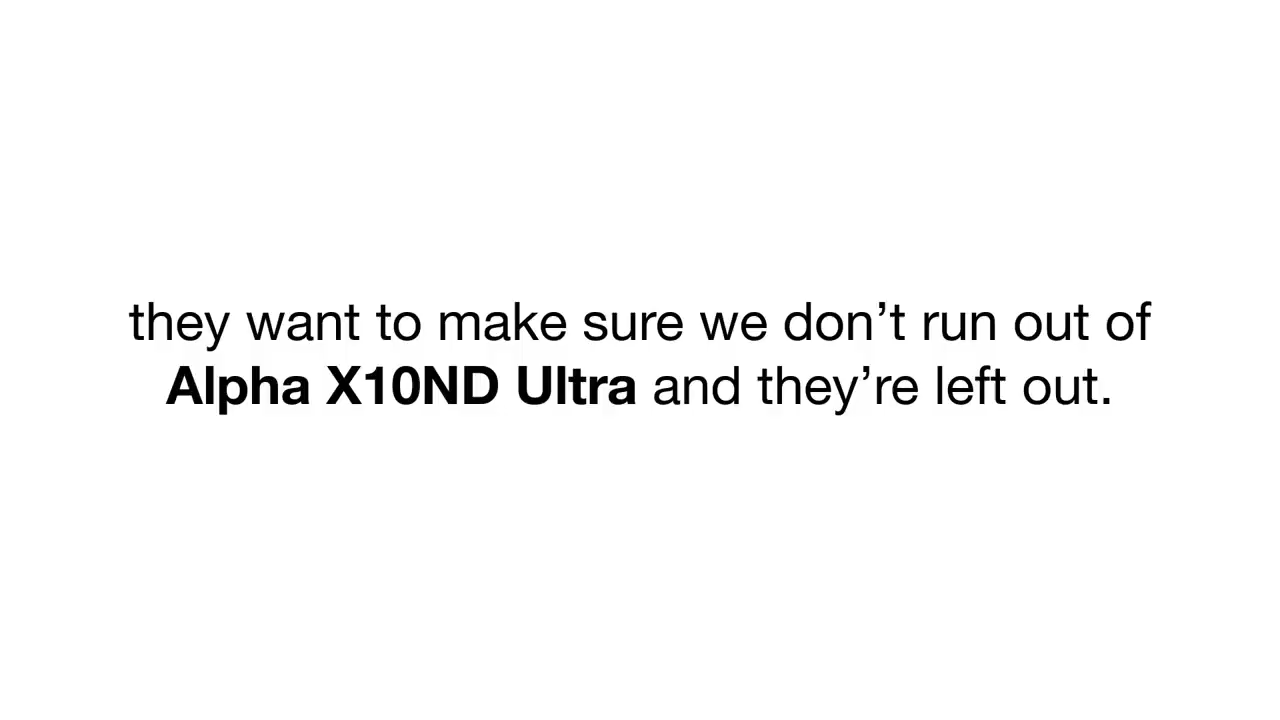 they want to make sure we don’t run out of
Alpha X10ND Ultra and they’re left out.